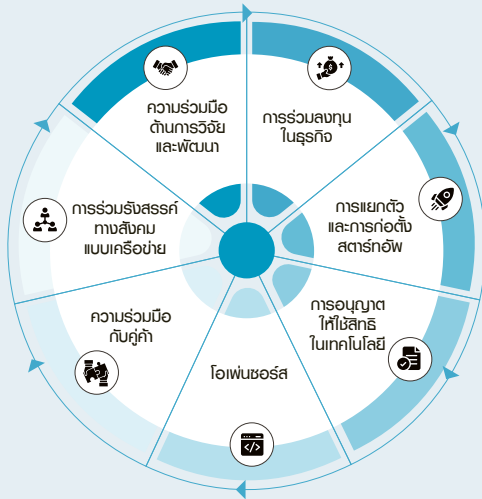 ความร่วมมือ
ด้านการวิจัย
และพัฒนา
การร่วมลงทุน
ในธุรกิจ
การแยกตัว
และการก่อตั้ง
สตาร์ทอัพ
การอนุญาต
ให้ใช้สิทธิ
ในเทคโนโลยี
โอเพ่นซอร์ส
ความร่วมมือ
กับคู่ค้า
การร่วมรังสรรค์
ทางสังคม
แบบเครือข่าย